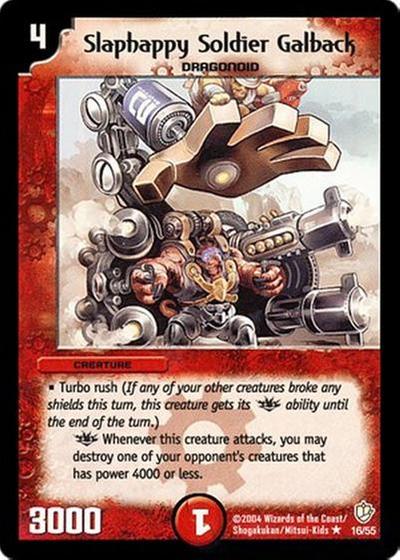 4
Slaphappy Soldier Galback
DRAGONOID
CREATURE
▪ Turbo rush (If any of your other creatures broke any
shields this turn, this creature gets its ability until
the end of the turn.)
Whenever this creature attacks, you may
destroy one of your opponent's creatures that
has power 4000 or less.
3000
1
©2004 Wizards of the Coast/
Shogakukan/Mitsui-Kids ★ 16/55